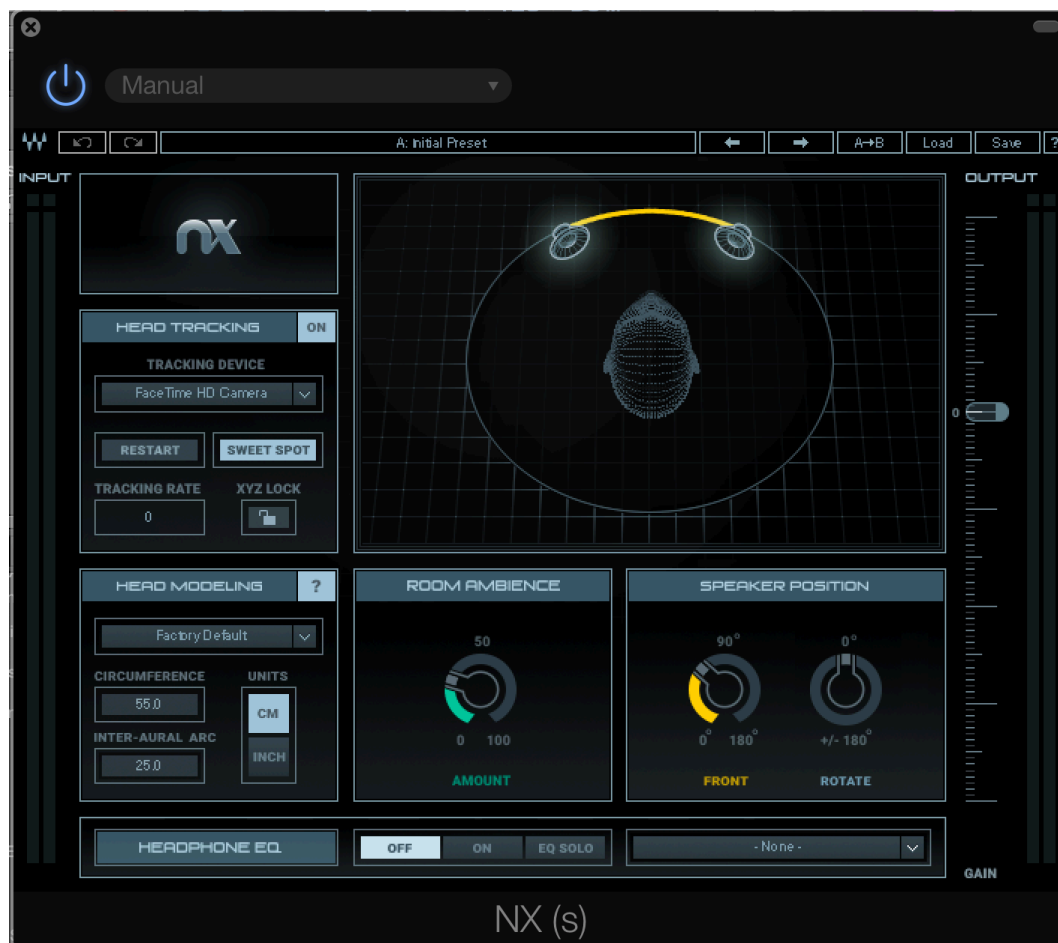 Manual
A: Initial Preset
A→B
Load
Save
?
INPUT
OUTPUT
nx
HEAD TRACKING
ON
TRACKING DEVICE
FaceTime HD Camera
RESTART
SWEET SPOT
TRACKING RATE
XYZ LOCK
0
0
HEAD MODELING
?
Factory Default
CIRCUMFERENCE
UNITS
55.0
CM
INTER-AURAL ARC
25.0
INCH
ROOM AMBIENCE
50
0
100
AMOUNT
SPEAKER POSITION
90°
0°
0°
180°
+/- 180°
FRONT
ROTATE
HEADPHONE EQ
OFF
ON
EQ SOLO
- None -
GAIN
NX (s)